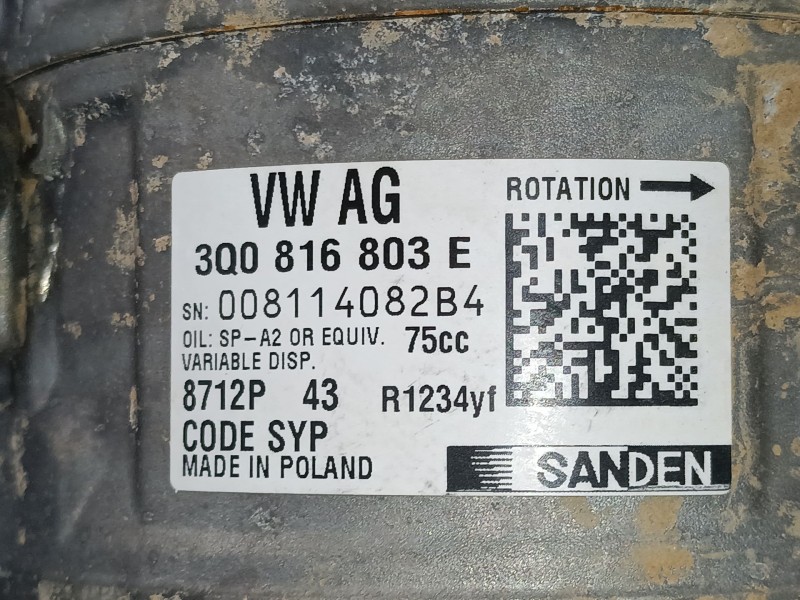 VW AG
ROTATION
3Q0 816 803 E
SN: 008114082B4
OIL: SP-A2 OR EQUIV. 75cc
VARIABLE DISP.
8712P 43 R1234yf
CODE SYP
MADE IN POLAND
SANDEN